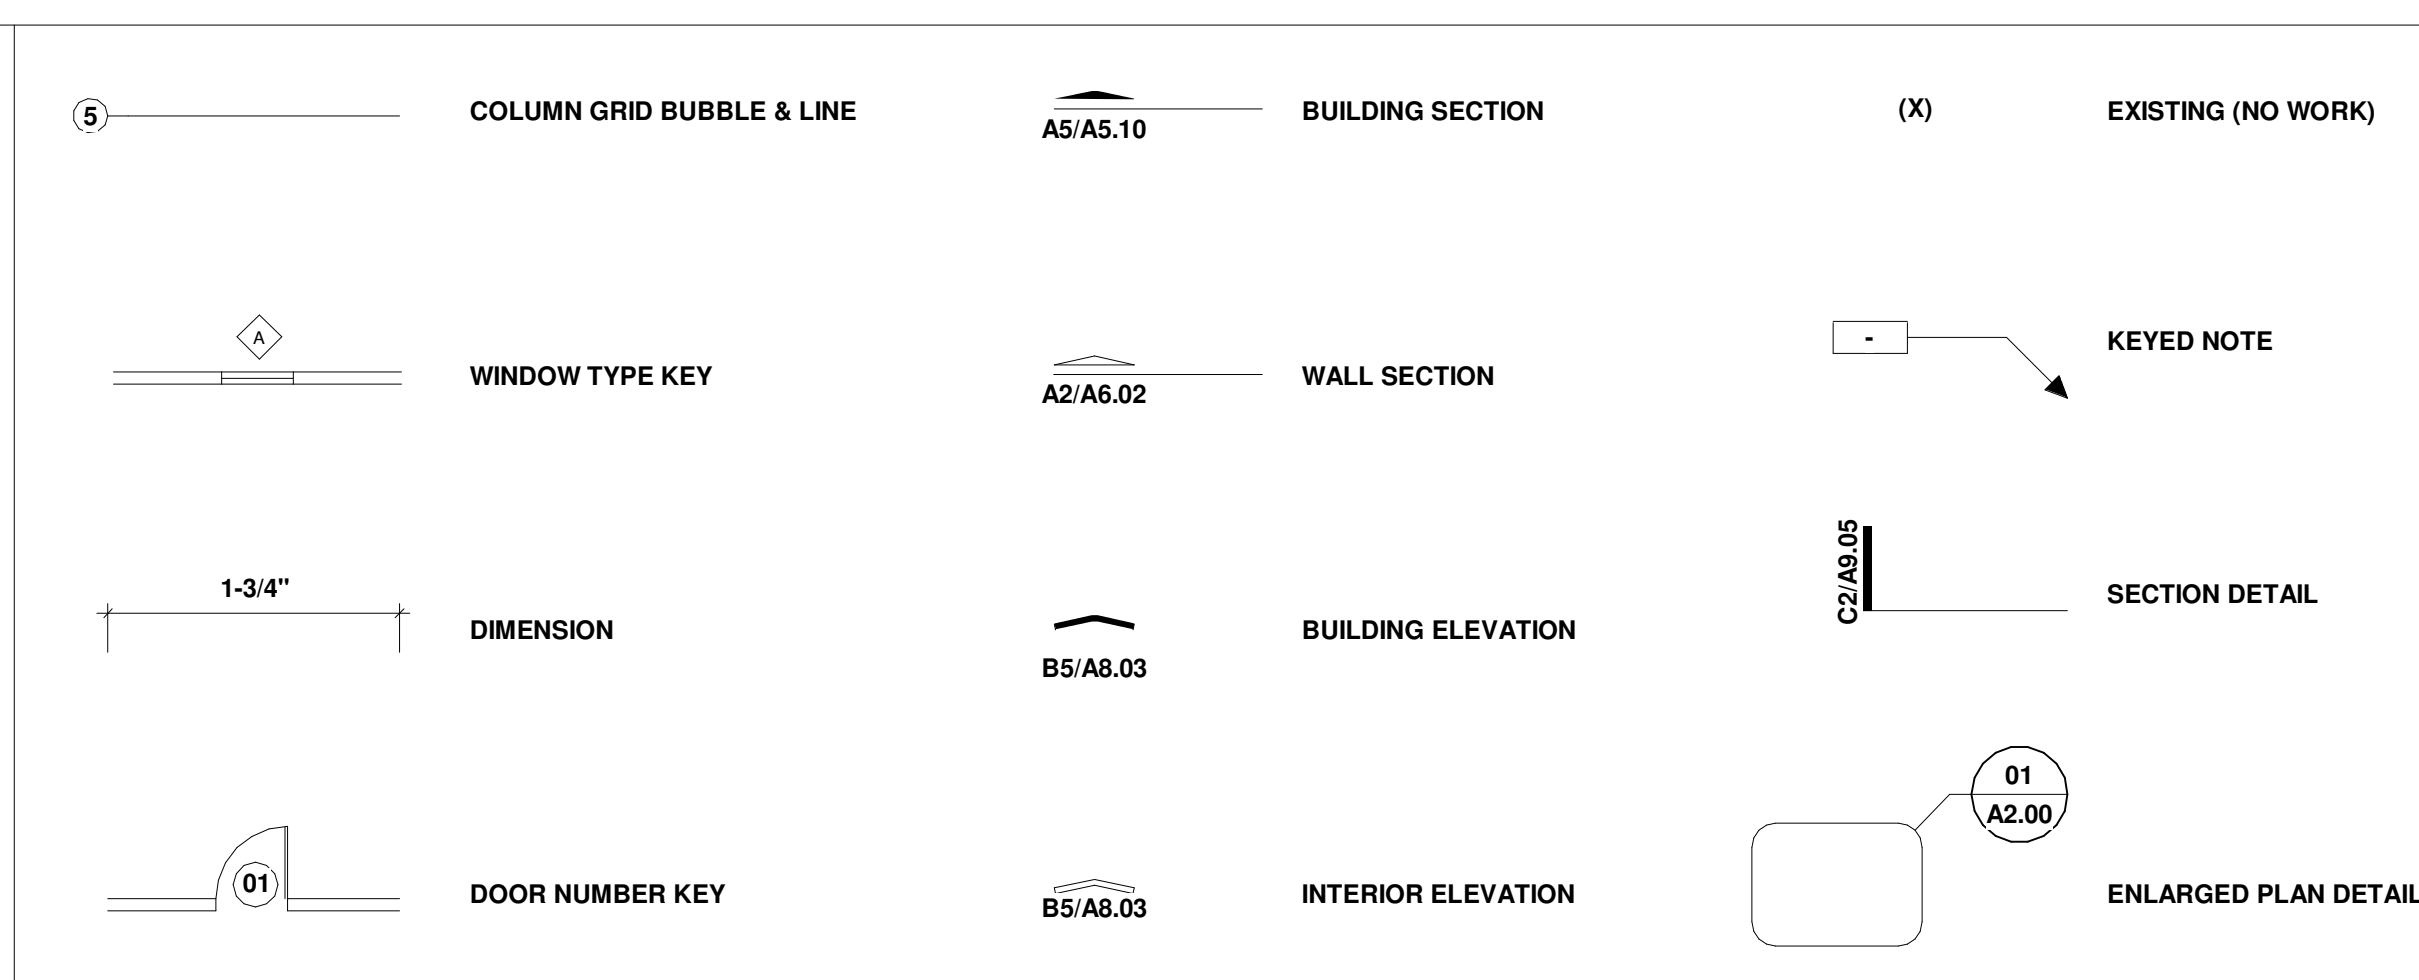 5 COLUMN GRID BUBBLE & LINE
A5/A5.10 BUILDING SECTION
(X) EXISTING (NO WORK)
A WINDOW TYPE KEY
A2/A6.02 WALL SECTION
- KEYED NOTE
1-3/4" DIMENSION
B5/A8.03 BUILDING ELEVATION
C2/A9.05 SECTION DETAIL
01 DOOR NUMBER KEY
B5/A8.03 INTERIOR ELEVATION
01
A2.00
ENLARGED PLAN DETAIL